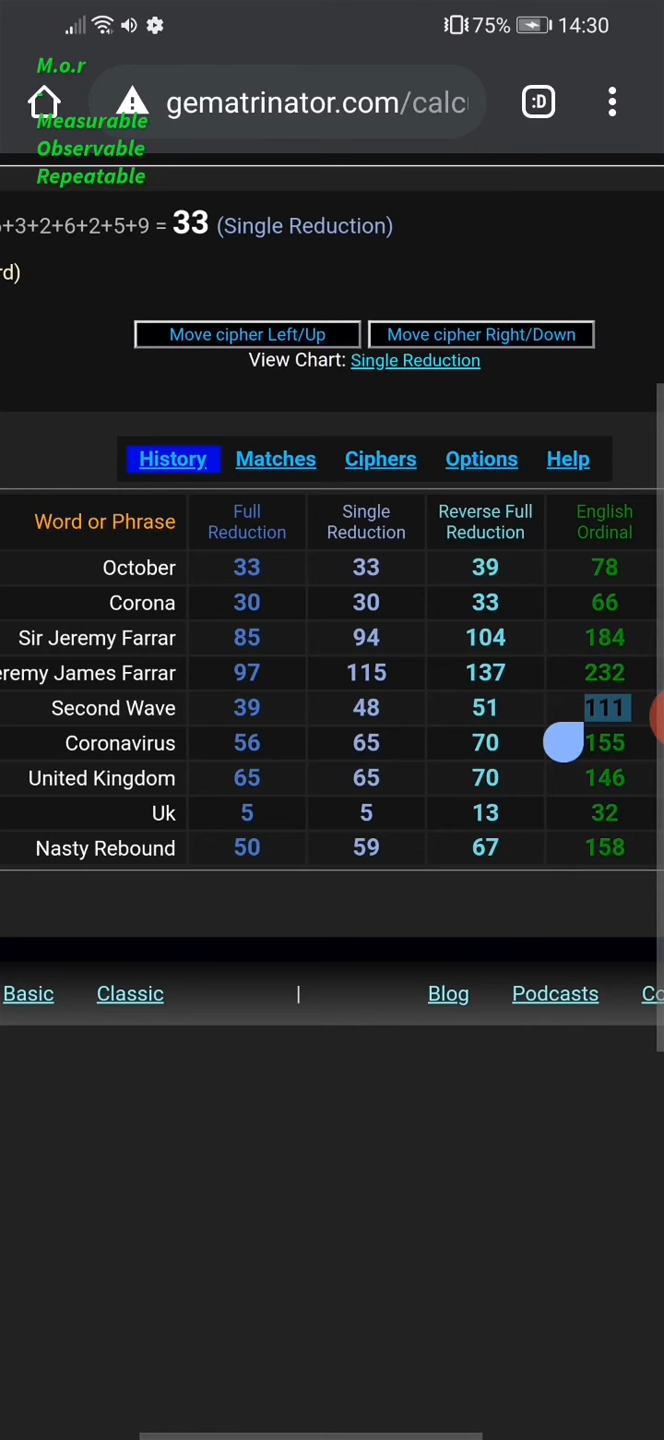 75% 14:30
M.o.r
gematrinator.com/calc
:D
Measurable
Observable
Repeatable
+3+2+6+2+5+9 = 33 (Single Reduction)
rd)
Move cipher Left/Up Move cipher Right/Down
View Chart: Single Reduction
History Matches Ciphers Options Help
Word or Phrase Full Reduction Single Reduction Reverse Full Reduction English Ordinal
October 33 33 39 78
Corona 30 30 33 66
Sir Jeremy Farrar 85 94 104 184
eremy James Farrar 97 115 137 232
Second Wave 39 48 51 111
Coronavirus 56 65 70 155
United Kingdom 65 65 70 146
Uk 5 5 13 32
Nasty Rebound 50 59 67 158
Basic Classic | Blog Podcasts Co